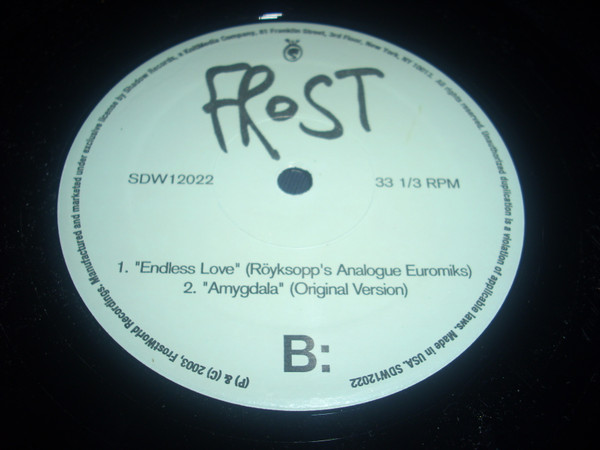 FROST
SDW12022
33 1/3 RPM
1. "Endless Love" (Röyksopp's Analogue Euromiks)
2. "Amygdala" (Original Version)
B:
(P) & (C) 2003, FrostWorld Recordings. Manufactured and marketed under exclusive license by Shadow Records, a RailMedia Company, 61 Franklin Street, 3rd Floor, New York, NY 10013. All rights reserved. Unauthorized duplication is a violation of applicable laws. Made in USA. SDW12022